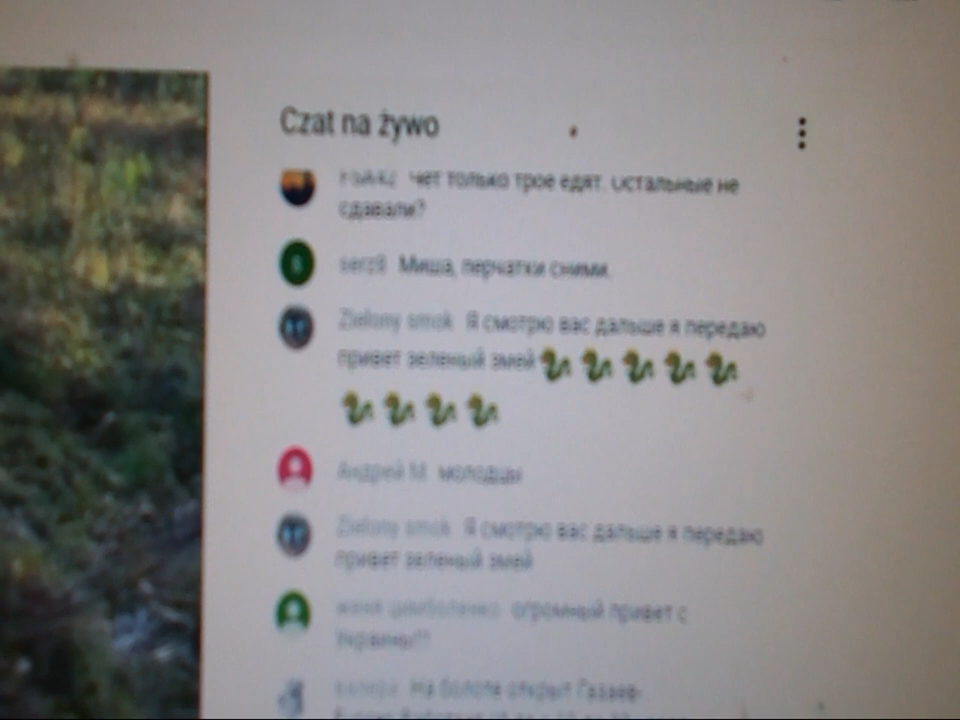 Czat na żywo
чет только трое едят. Остальные не
сдавали?
serz8 Миша, перчатки сними.
Zielony smok Я смотрю вас дальше я передаю
привет зеленый змей
Андрей М. молодцы
Zielony smok Я смотрю вас дальше я передаю
привет зеленый змей
огромный привет с
Украины!!!
На болоте открыт